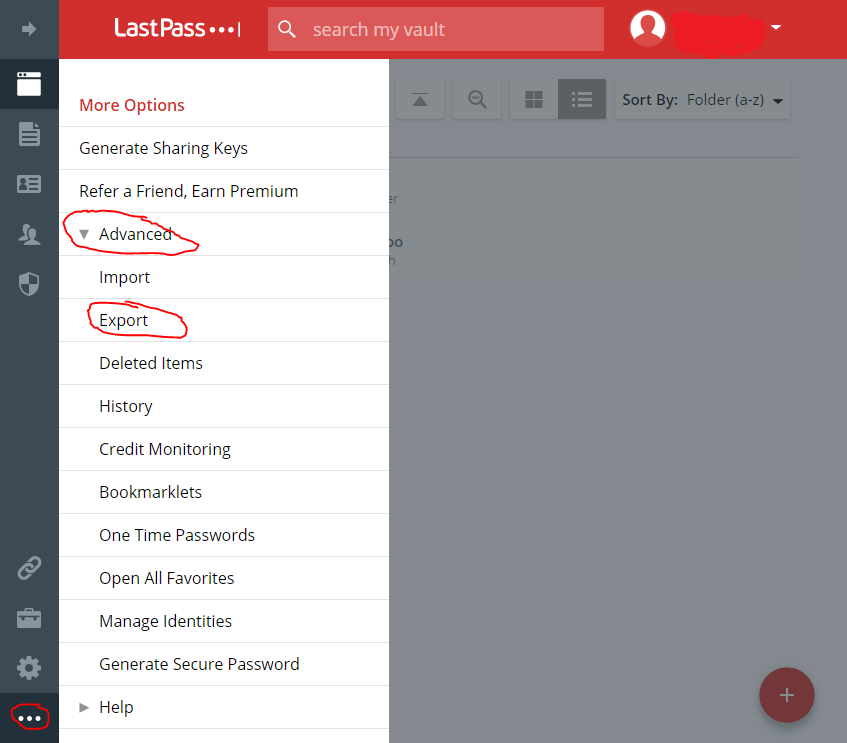 LastPass
search my vault
More Options
Sort By: Folder (a-z)
Generate Sharing Keys
Refer a Friend, Earn Premium
er
Advanced
oo
h
Import
Export
Deleted Items
History
Credit Monitoring
Bookmarklets
One Time Passwords
Open All Favorites
Manage Identities
Generate Secure Password
Help